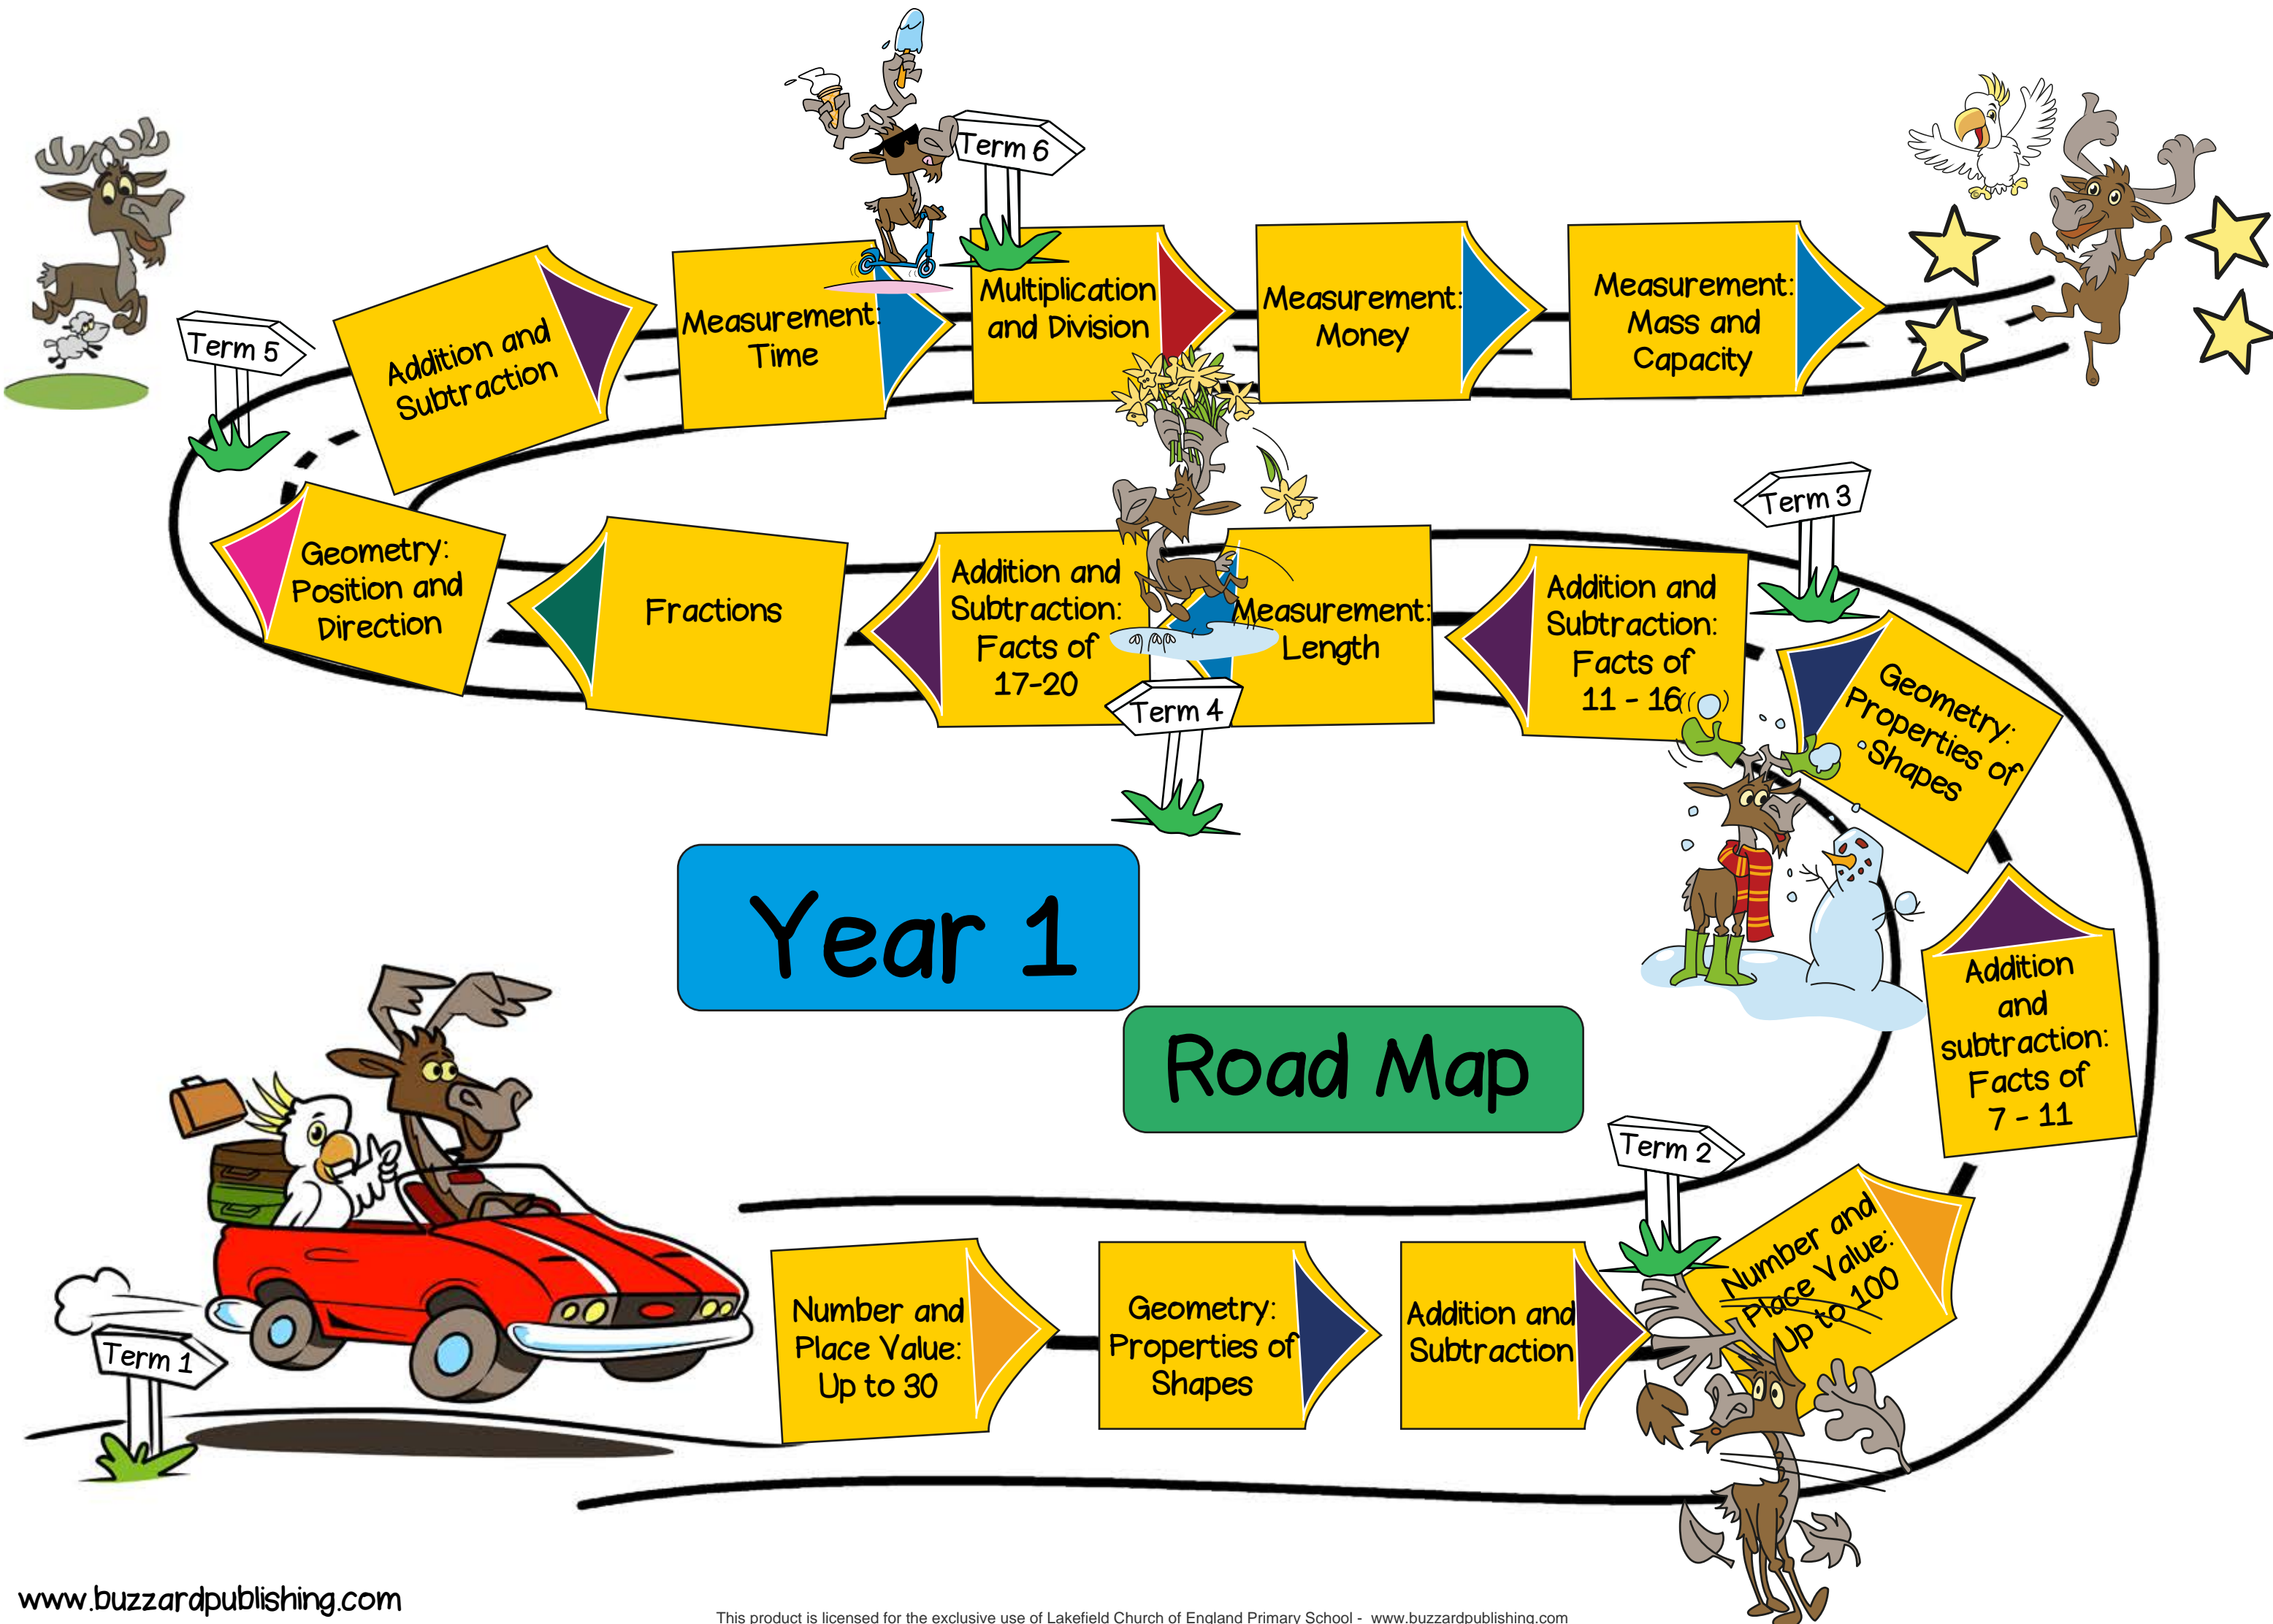 Term 6
Term 5
Addition and
Subtraction
Measurement:
Time
Multiplication
and Division
Measurement:
Money
Measurement:
Mass and
Capacity
Term 3
Geometry:
Position and
Direction
Fractions
Addition and
Subtraction:
Facts of
17-20
Measurement:
Length
Addition and
Subtraction:
Facts of
11 - 16
Geometry:
Properties of
Shapes
Term 4
Year 1
Road Map
Addition
and
subtraction:
Facts of
7 - 11
Term 2
Term 1
Number and
Place Value:
Up to 30
Geometry:
Properties of
Shapes
Addition and
Subtraction
Number and
Place Value:
Up to 100
www.buzzardpublishing.com
This product is licensed for the exclusive use of Lakefield Church of England Primary School - www.buzzardpublishing.com